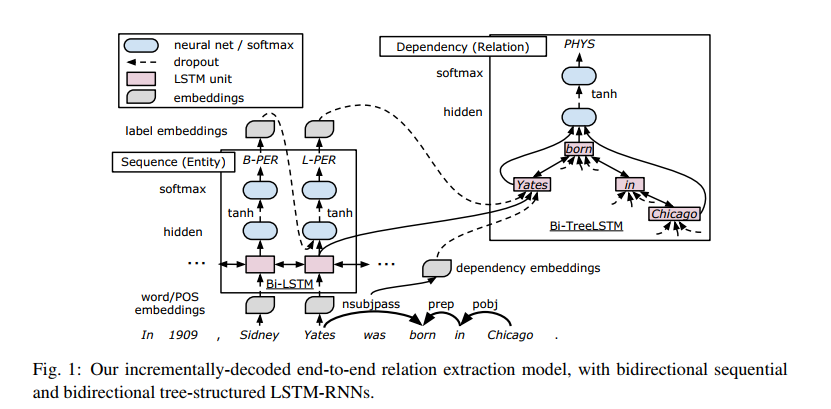 neural net / softmax
dropout
LSTM unit
embeddings
Dependency (Relation)
PHYS
softmax
tanh
hidden
born
Yates
in
Chicago
Bi-TreeLSTM
label embeddings
Sequence (Entity)
B-PER L-PER
softmax
tanh tanh
hidden
... ...
Bi-LSTM
dependency embeddings
word/POS
embeddings
nsubjpass prep pobj
In 1909 , Sidney Yates was born in Chicago .
Fig. 1: Our incrementally-decoded end-to-end relation extraction model, with bidirectional sequential
and bidirectional tree-structured LSTM-RNNs.